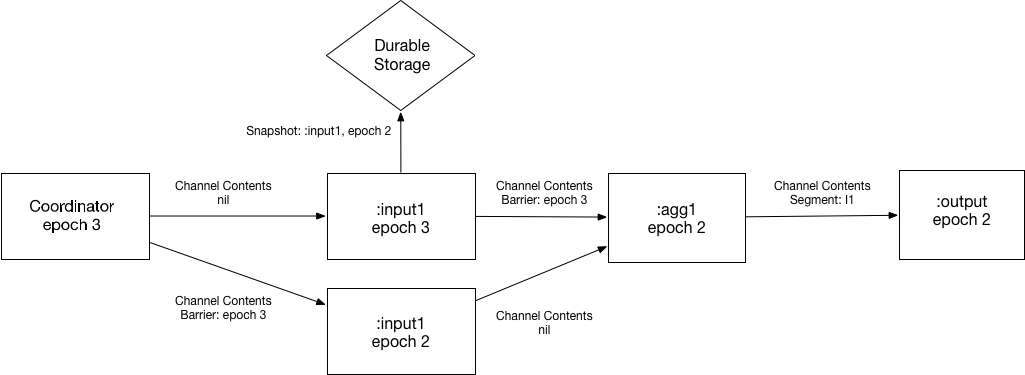 Durable
Storage
Snapshot: :input1, epoch 2
Coordinator
epoch 3
Channel Contents
nil
:input1
epoch 3
Channel Contents
Barrier: epoch 3
:agg1
epoch 2
Channel Contents
Segment: I1
:output
epoch 2
Channel Contents
Barrier: epoch 3
:input1
epoch 2
Channel Contents
nil